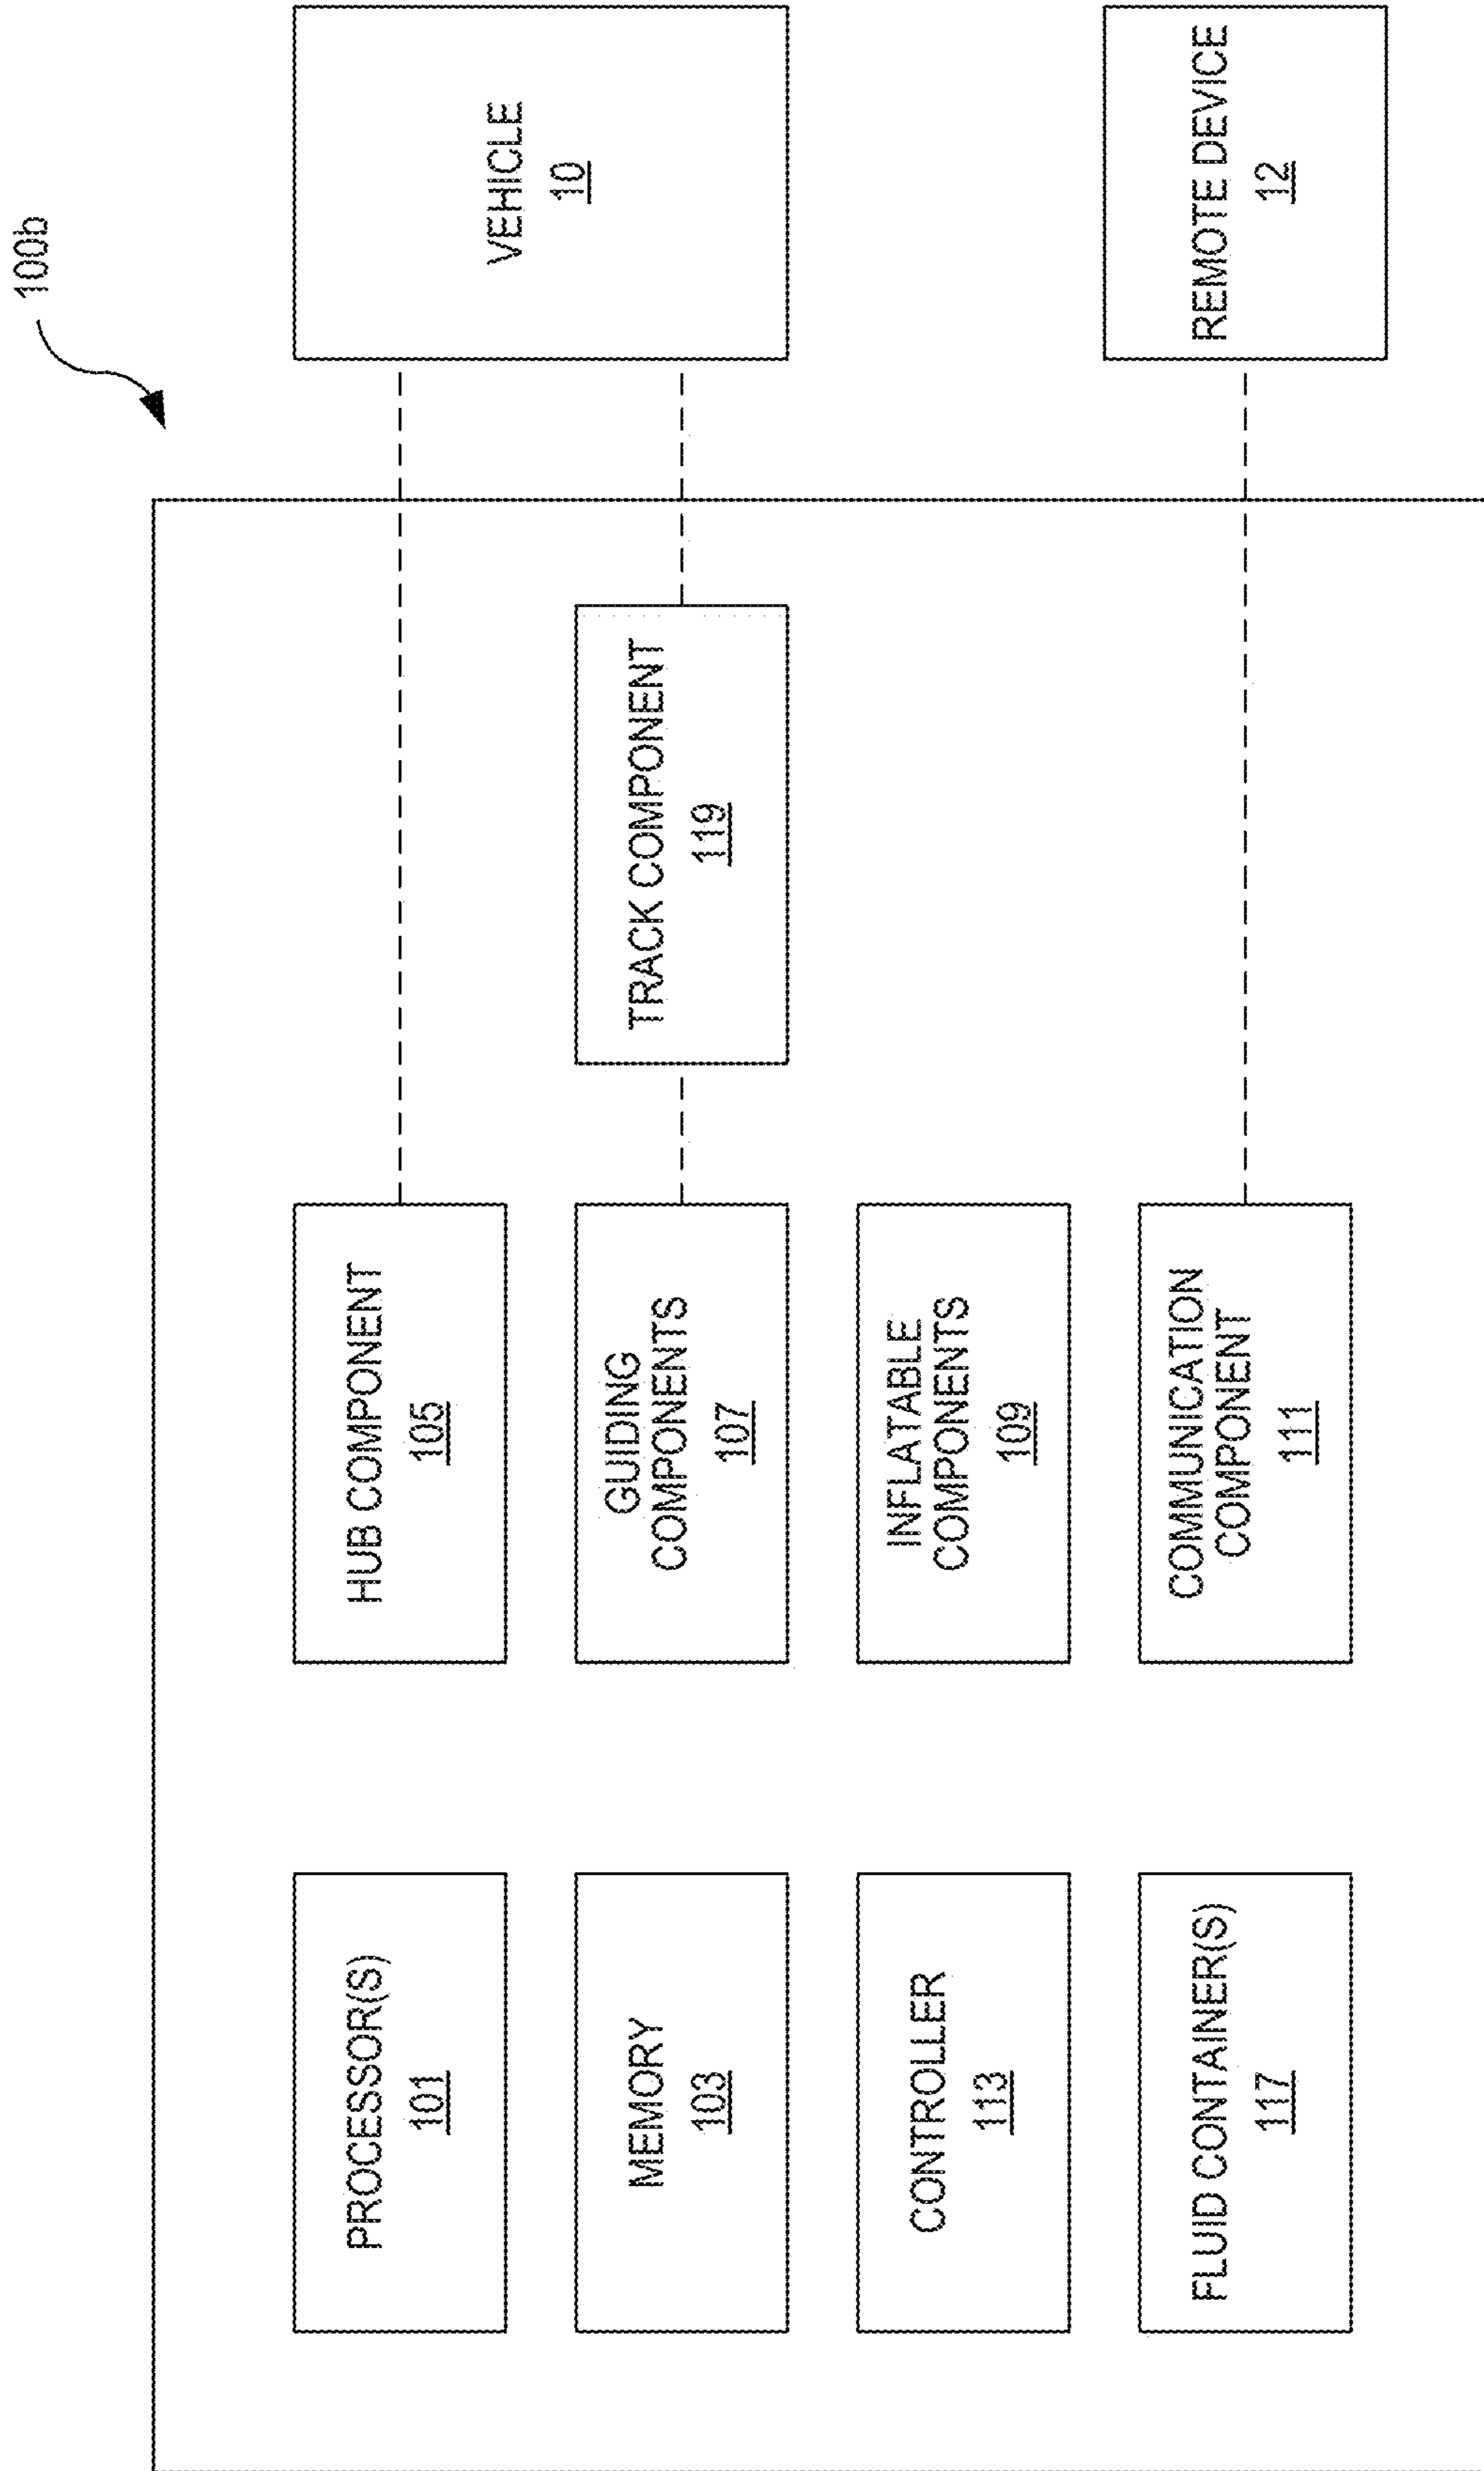 100b
PROCESSOR(S)
101
HUB COMPONENT
105
VEHICLE
10
MEMORY
103
GUIDING
COMPONENTS
107
TRACK COMPONENT
119
CONTROLLER
113
INFLATABLE
COMPONENTS
109
FLUID CONTAINER(S)
117
COMMUNICATION
COMPONENT
111
REMOTE DEVICE
12